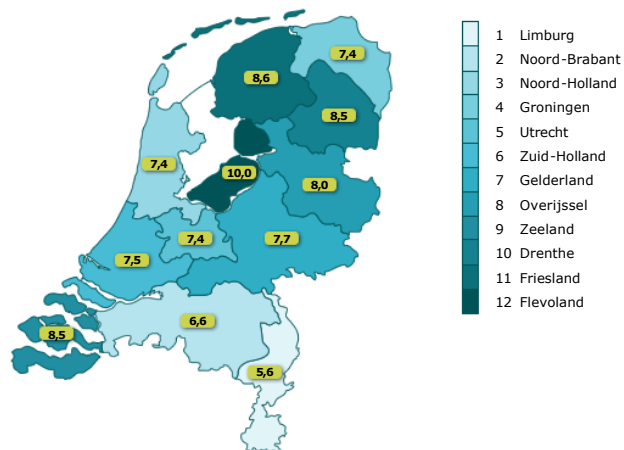 7,4
8,6
8,5
7,4
10,0
8,0
7,4
7,7
7,5
6,6
8,5
5,6
1 Limburg
2 Noord-Brabant
3 Noord-Holland
4 Groningen
5 Utrecht
6 Zuid-Holland
7 Gelderland
8 Overijssel
9 Zeeland
10 Drenthe
11 Friesland
12 Flevoland